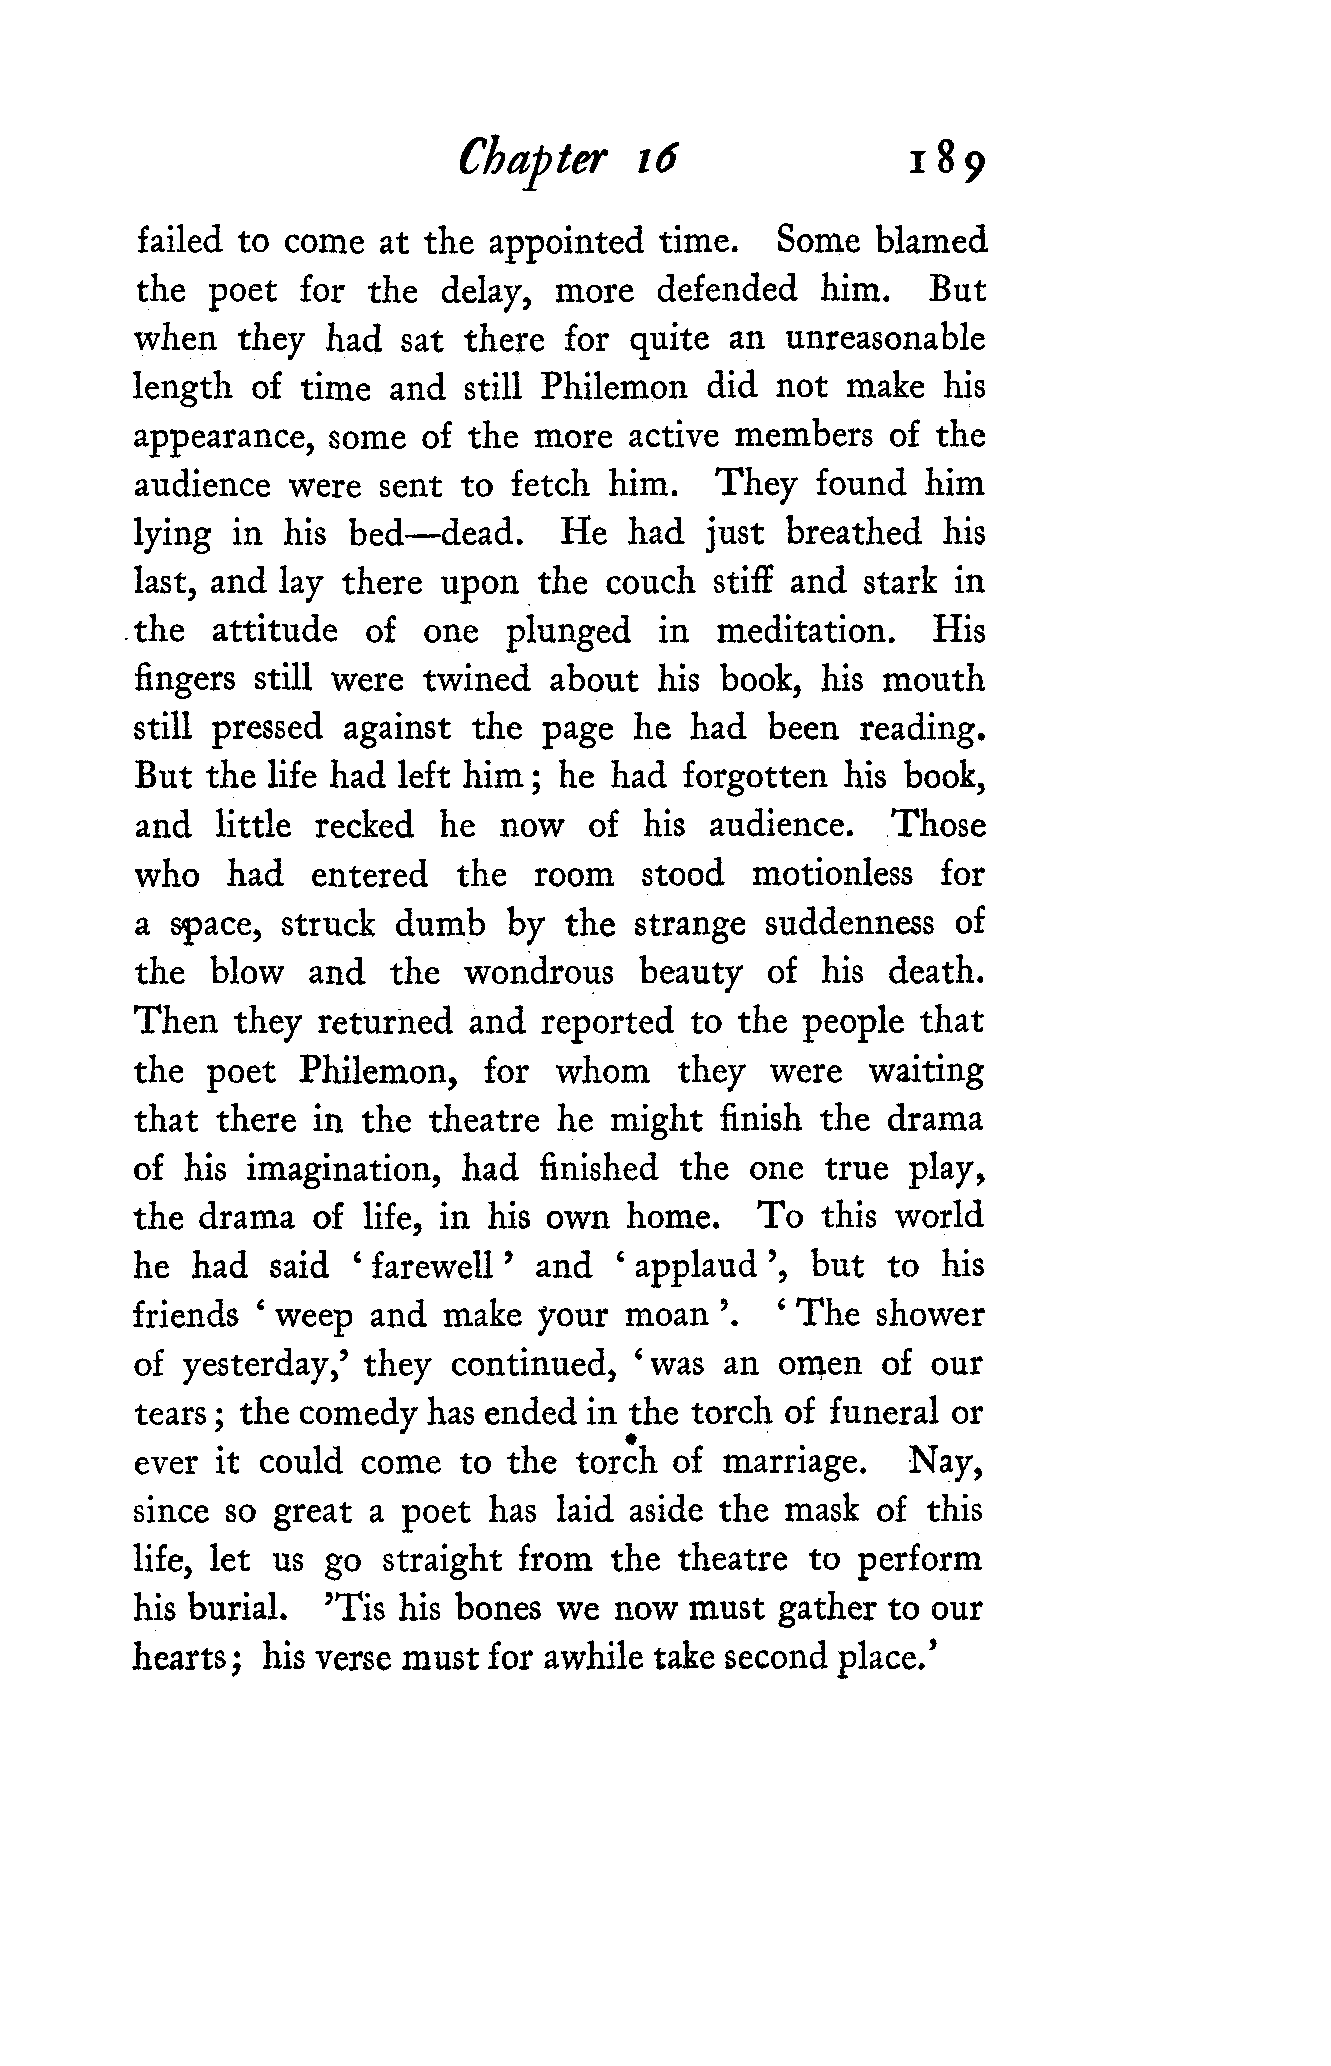 Chapter 16 189
failed to come at the appointed time. Some blamed
the poet for the delay, more defended him. But
when they had sat there for quite an unreasonable
length of time and still Philemon did not make his
appearance, some of the more active members of the
audience were sent to fetch him. They found him
lying in his bed—dead. He had just breathed his
last, and lay there upon the couch stiff and stark in
the attitude of one plunged in meditation. His
fingers still were twined about his book, his mouth
still pressed against the page he had been reading.
But the life had left him; he had forgotten his book,
and little recked he now of his audience. Those
who had entered the room stood motionless for
a space, struck dumb by the strange suddenness of
the blow and the wondrous beauty of his death.
Then they returned and reported to the people that
the poet Philemon, for whom they were waiting
that there in the theatre he might finish the drama
of his imagination, had finished the one true play,
the drama of life, in his own home. To this world
he had said ‘farewell’ and ‘applaud’, but to his
friends ‘weep and make your moan’. ‘The shower
of yesterday,’ they continued, ‘was an omen of our
tears; the comedy has ended in the torch of funeral or
ever it could come to the torch of marriage. Nay,
since so great a poet has laid aside the mask of this
life, let us go straight from the theatre to perform
his burial. ’Tis his bones we now must gather to our
hearts; his verse must for awhile take second place.’